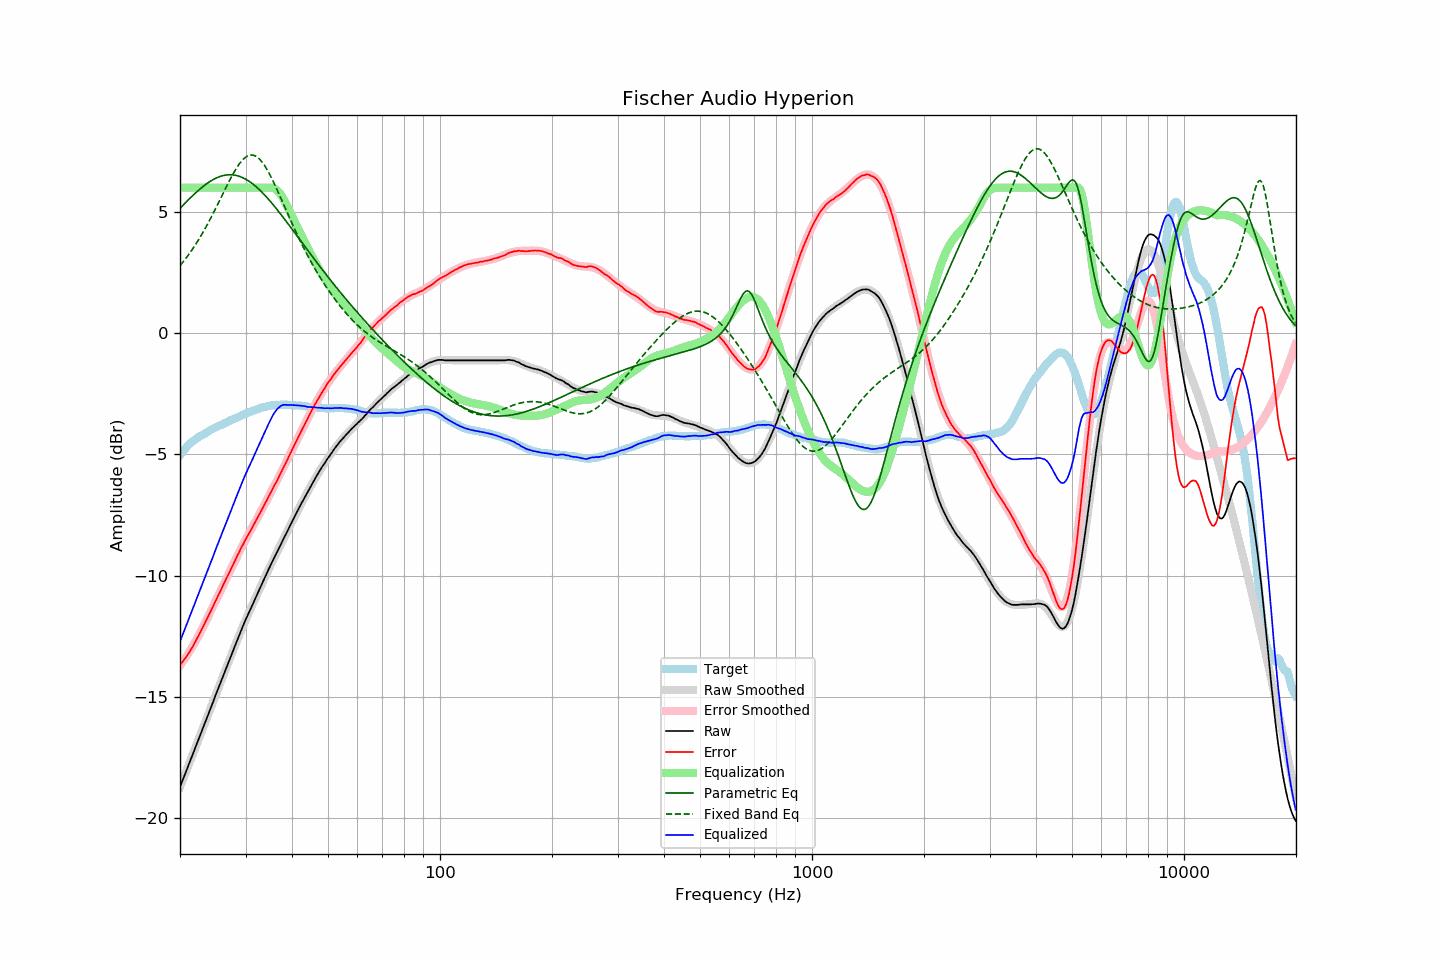 Fischer Audio Hyperion
Amplitude (dBr)
5
0
−5
−10
−15
−20
Target
Raw Smoothed
Error Smoothed
Raw
Error
Equalization
Parametric Eq
Fixed Band Eq
Equalized
100
1000
10000
Frequency (Hz)